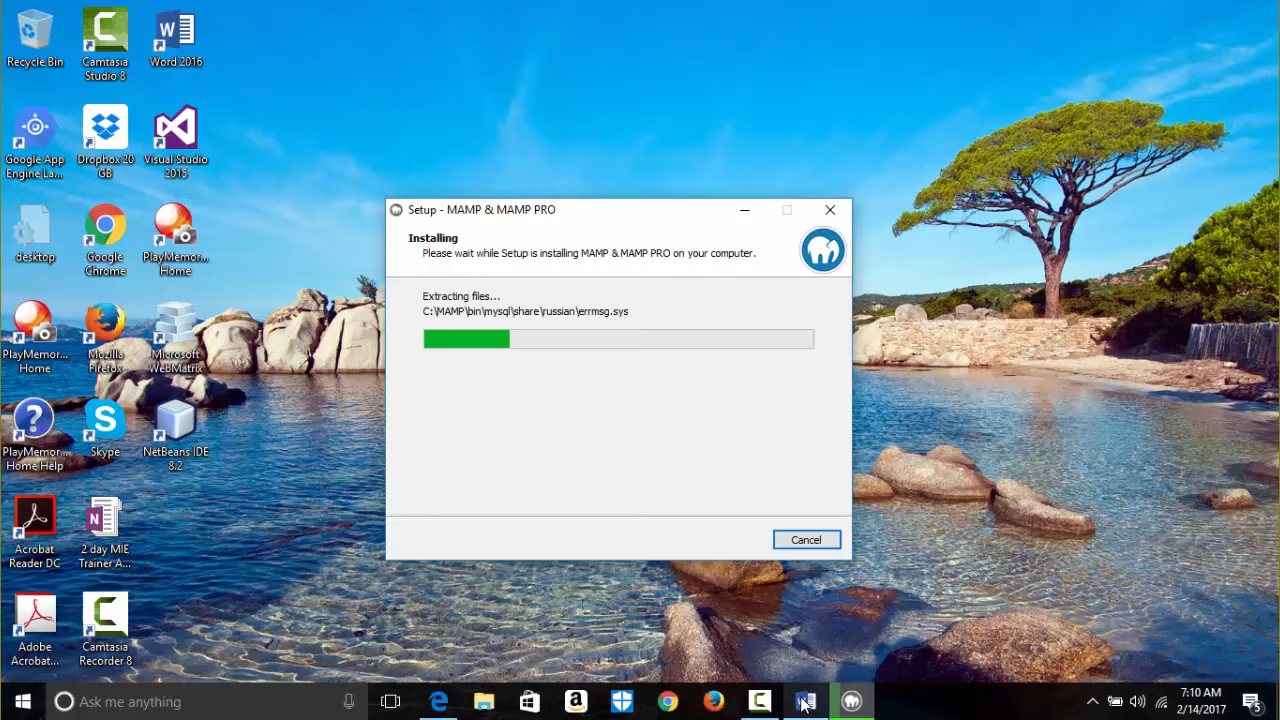 Recycle Bin
Camtasia
Studio 8
Word 2016
Google App
Engine La...
Dropbox 20
GB
Visual Studio
2015
desktop
Google
Chrome
PlayMemor...
Home
PlayMemor...
Home
Mozilla
Firefox
Microsoft
WebMatrix
PlayMemor...
Home Help
Skype
NetBeans IDE
8.2
Acrobat
Reader DC
2 day MIE
Trainer A...
Adobe
Acrobat...
Camtasia
Recorder 8
Setup - MAMP & MAMP PRO
Installing
Please wait while Setup is installing MAMP & MAMP PRO on your computer.
Extracting files...
C:\MAMP\bin\mysql\share\russian\errmsg.sys
Cancel
Ask me anything
7:10 AM
2/14/2017
5